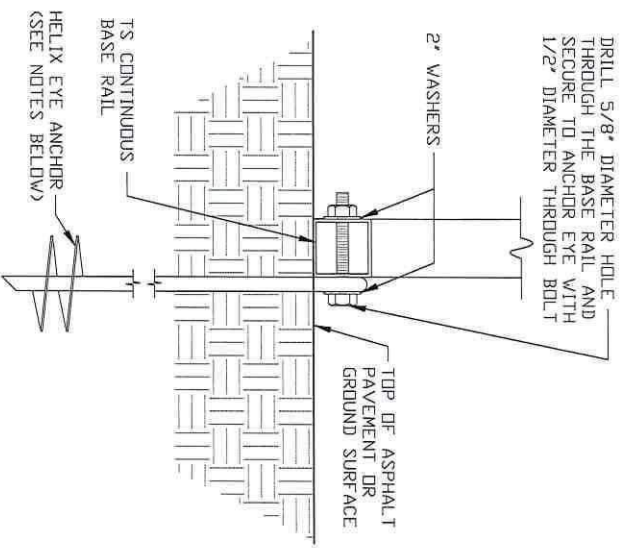 DRILL 5/8" DIAMETER HOLE
THROUGH THE BASE RAIL AND
SECURE TO ANCHOR EYE WITH
1/2" DIAMETER THROUGH BOLT
2" WASHERS
TOP OF ASPHALT
PAVEMENT OR
GROUND SURFACE
TS CONTINUOUS
BASE RAIL
HELIX EYE ANCHOR
(SEE NOTES BELOW)